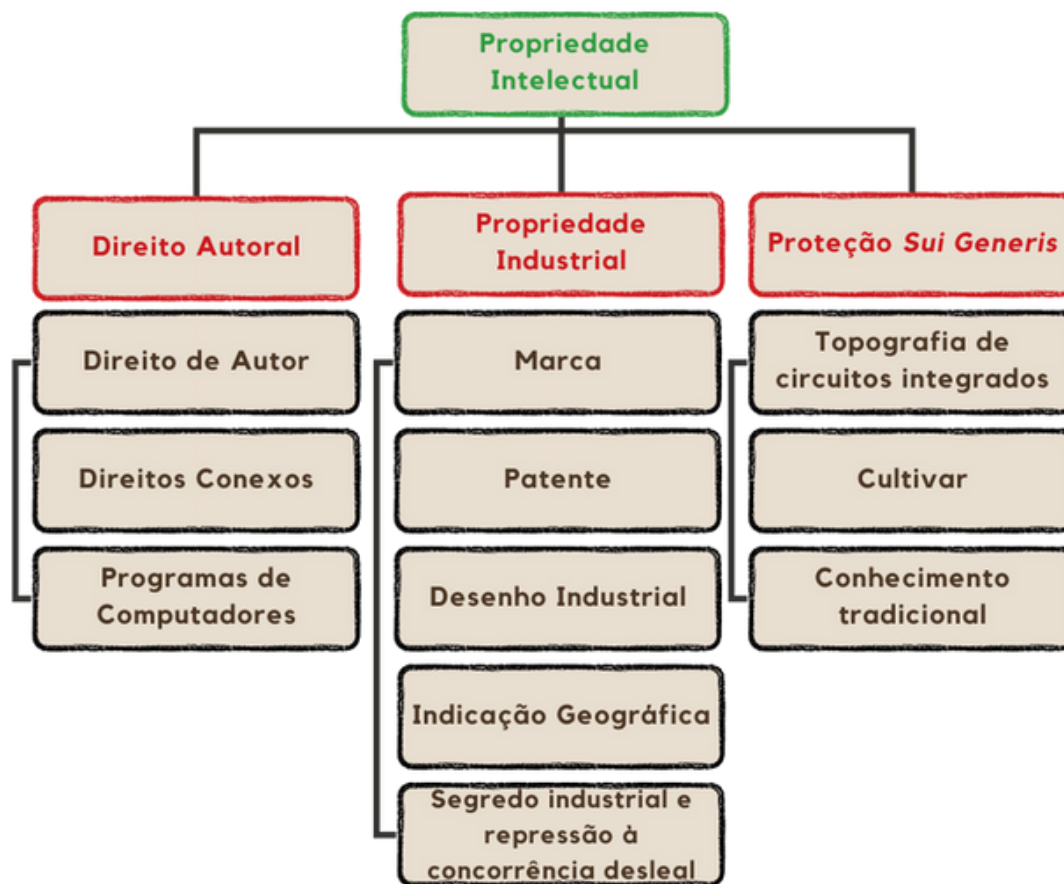 Propriedade
Intelectual
Direito Autoral
Propriedade
Industrial
Proteção Sui Generis
Direito de Autor
Direitos Conexos
Programas de
Computadores
Marca
Patente
Desenho Industrial
Indicação Geográfica
Segredo industrial e
repressão à
concorrência desleal
Topografia de
circuitos integrados
Cultivar
Conhecimento
tradicional